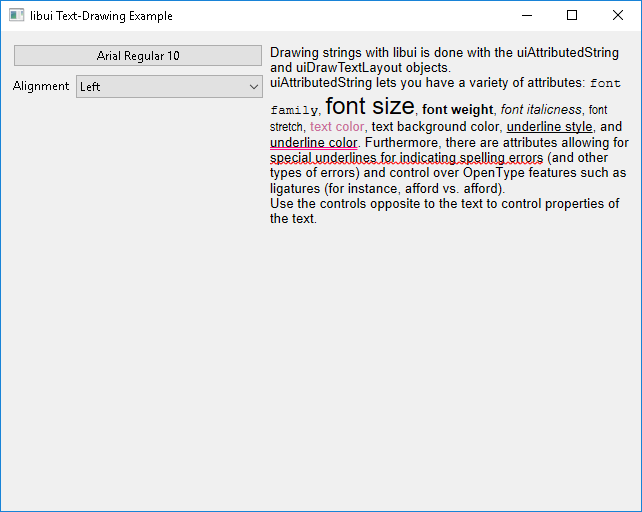 libui Text-Drawing Example
Arial Regular 10
Alignment Left
Drawing strings with libui is done with the uiAttributedString
and uiDrawTextLayout objects.
uiAttributedString lets you have a variety of attributes: font
family, font size, font weight, font italicness, font
stretch, text color, text background color, underline style, and
underline color. Furthermore, there are attributes allowing for
special underlines for indicating spelling errors (and other
types of errors) and control over OpenType features such as
ligatures (for instance, afford vs. afford).
Use the controls opposite to the text to control properties of
the text.